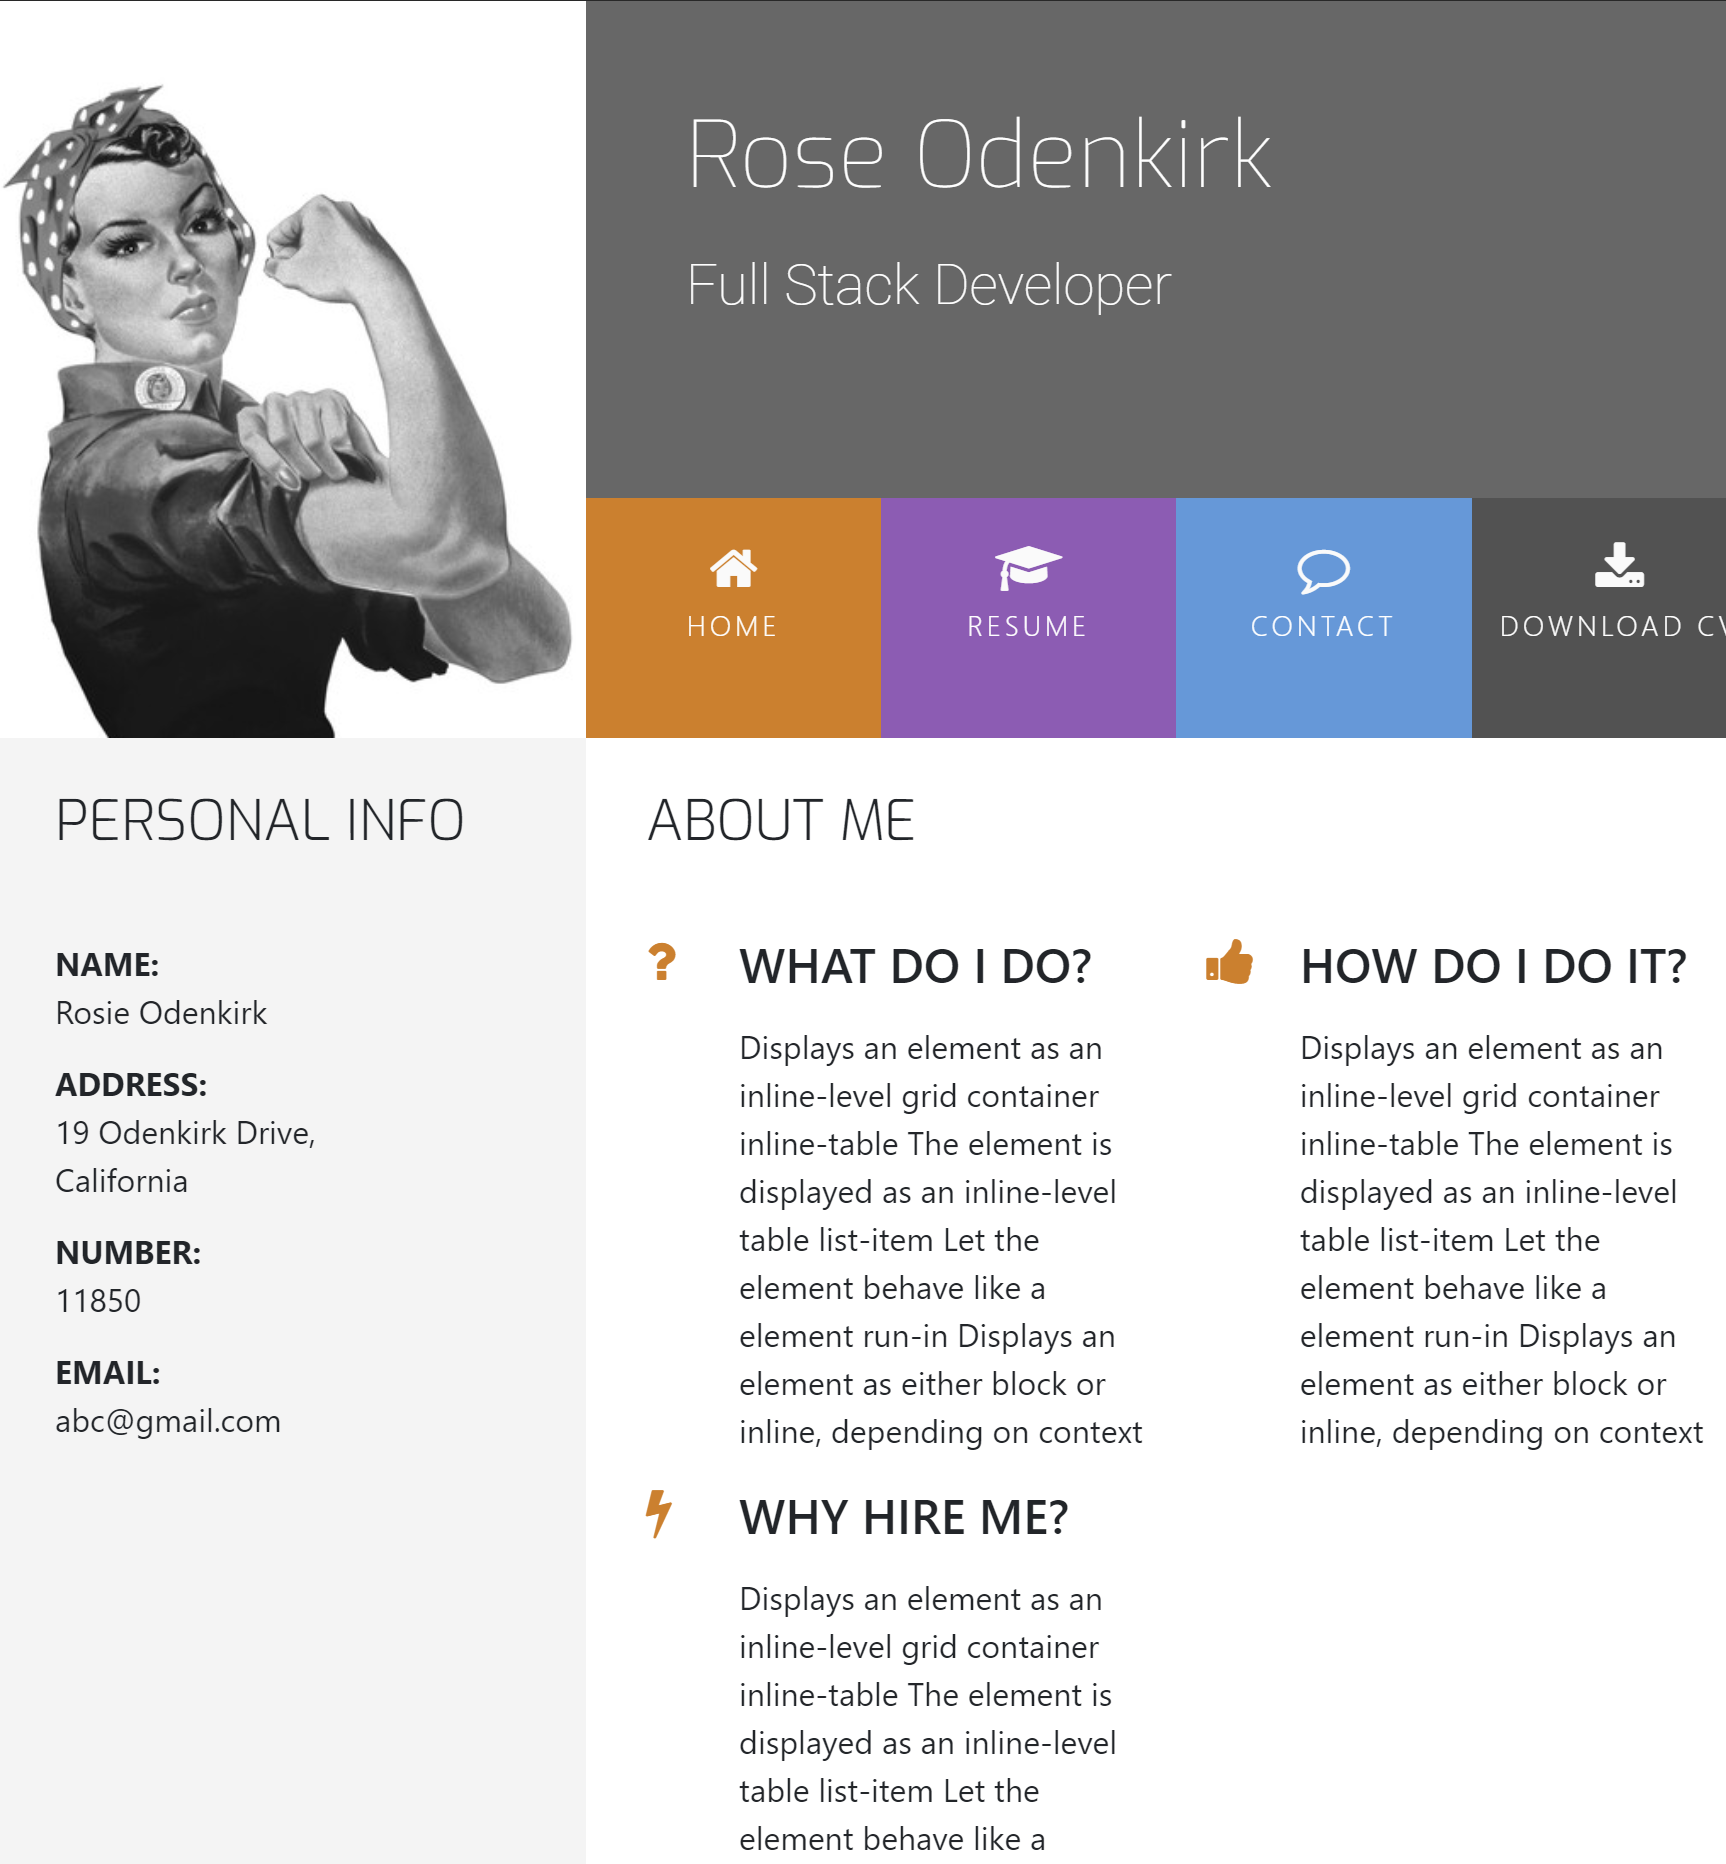 Rose Odenkirk
Full Stack Developer
HOME
RESUME
CONTACT
DOWNLOAD CV
PERSONAL INFO
NAME:
Rosie Odenkirk
ADDRESS:
19 Odenkirk Drive,
California
NUMBER:
11850
EMAIL:
abc@gmail.com
ABOUT ME
WHAT DO I DO?
Displays an element as an
inline-level grid container
inline-table The element is
displayed as an inline-level
table list-item Let the
element behave like a
element run-in Displays an
element as either block or
inline, depending on context
HOW DO I DO IT?
Displays an element as an
inline-level grid container
inline-table The element is
displayed as an inline-level
table list-item Let the
element behave like a
element run-in Displays an
element as either block or
inline, depending on context
WHY HIRE ME?
Displays an element as an
inline-level grid container
inline-table The element is
displayed as an inline-level
table list-item Let the
element behave like a